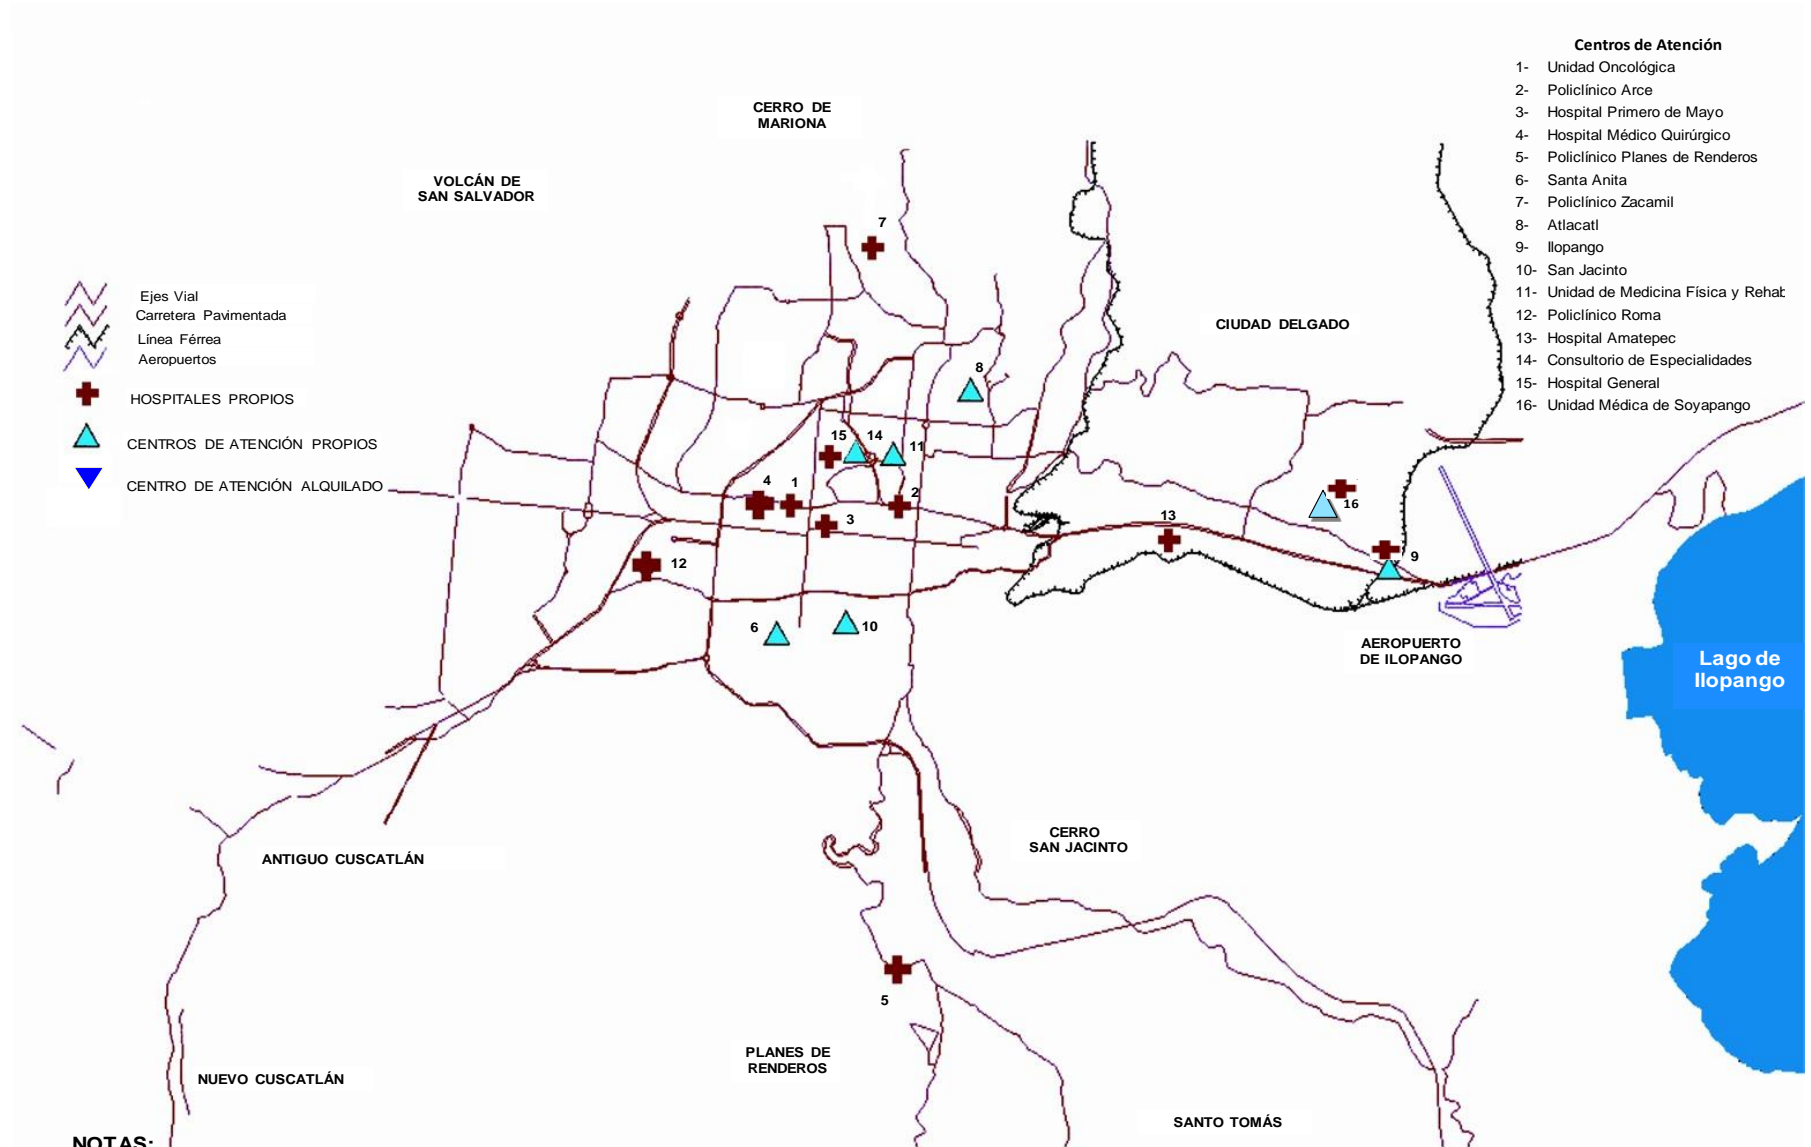 Centros de Atención
1- Unidad Oncológica
2- Policlínico Arce
3- Hospital Primero de Mayo
4- Hospital Médico Quirúrgico
5- Policlínico Planes de Renderos
6- Santa Anita
7- Policlínico Zacamil
8- Atlacatl
9- Ilopango
10- San Jacinto
11- Unidad de Medicina Física y Rehab
12- Policlínico Roma
13- Hospital Amatepec
14- Consultorio de Especialidades
15- Hospital General
16- Unidad Médica de Soyapango
CERRO DE
MARIONA
VOLCÁN DE
SAN SALVADOR
7
Ejes Vial
Carretera Pavimentada
Línea Férrea
Aeropuertos
HOSPITALES PROPIOS
CENTROS DE ATENCIÓN PROPIOS
CENTRO DE ATENCIÓN ALQUILADO
CIUDAD DELGADO
8
15
14
11
4
1
2
3
13
16
12
9
6
10
AEROPUERTO
DE ILOPANGO
Lago de
Ilopango
CERRO
SAN JACINTO
ANTIGUO CUSCATLÁN
5
PLANES DE
RENDEROS
NUEVO CUSCATLÁN
SANTO TOMÁS
NOTAS: